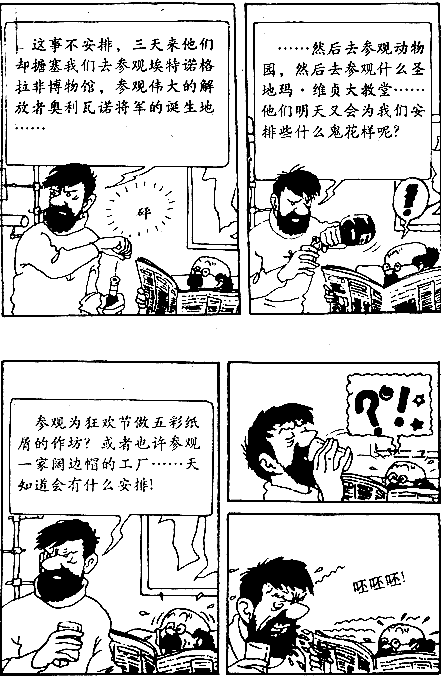 这事不安排，三天来他们
却搪塞我们去参观埃特诺格
拉非博物馆，参观伟大的解
放者奥利瓦诺将军的诞生地
……
砰
……然后去参观动物
园，然后去参观什么圣
地玛·维贞大教堂……
他们明天又会为我们安
排些什么鬼花样呢？
!
参观为狂欢节做五彩纸
屑的作坊？或者也许参观
一家阔边帽的工厂……天
知道会有什么安排！
?!
呸呸呸！